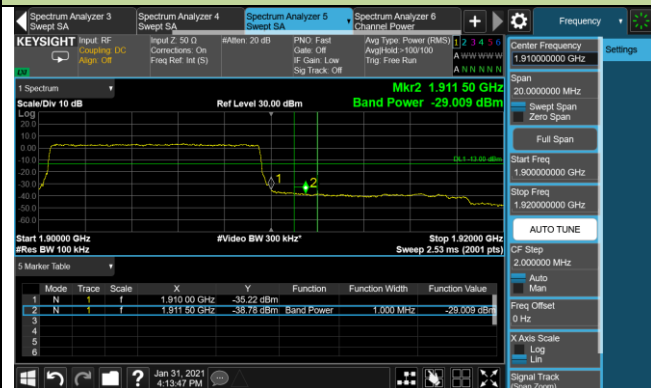 Spectrum Analyzer 3
Swept SA
Spectrum Analyzer 4
Swept SA
Spectrum Analyzer 5
Swept SA
Spectrum Analyzer 6
Channel Power
Frequency
KEYSIGHT
Input: RF
Coupling: DC
Align: Off
Input Z: 50 Ω
Corrections: On
Freq Ref: Int (S)
#Atten: 20 dB
PNO: Fast
Gate: Off
IF Gain: Low
Sig Track: Off
Avg Type: Power (RMS)
Avg|Hold:>100/100
Trig: Free Run
1 2 3 4 5 6
A W W W W W
A N N N N N
1 Spectrum
Scale/Div 10 dB
Ref Level 30.00 dBm
Mkr2 1.911 50 GHz
Band Power -29.009 dBm
Log
20.0
10.0
0.00
-10.0
-20.0
-30.0
-40.0
-50.0
-60.0
DL1 -13.00 dBm
1
2
Start 1.90000 GHz
#Res BW 100 kHz
#Video BW 300 kHz*
Stop 1.92000 GHz
Sweep 2.53 ms (2001 pts)
5 Marker Table
Mode Trace Scale X Y Function Function Width Function Value
1 N 1 f 1.910 00 GHz -35.22 dBm
2 N 1 f 1.911 50 GHz -38.78 dBm Band Power 1.000 MHz -29.009 dBm
3
4
5
6
Jan 31, 2021
4:13:47 PM
Center Frequency
1.910000000 GHz
Settings
Span
20.0000000 MHz
Swept Span
Zero Span
Full Span
Start Freq
1.900000000 GHz
Stop Freq
1.920000000 GHz
AUTO TUNE
CF Step
2.000000 MHz
Auto
Man
Freq Offset
0 Hz
X Axis Scale
Log
Lin
Signal Track
(Span Zoom)